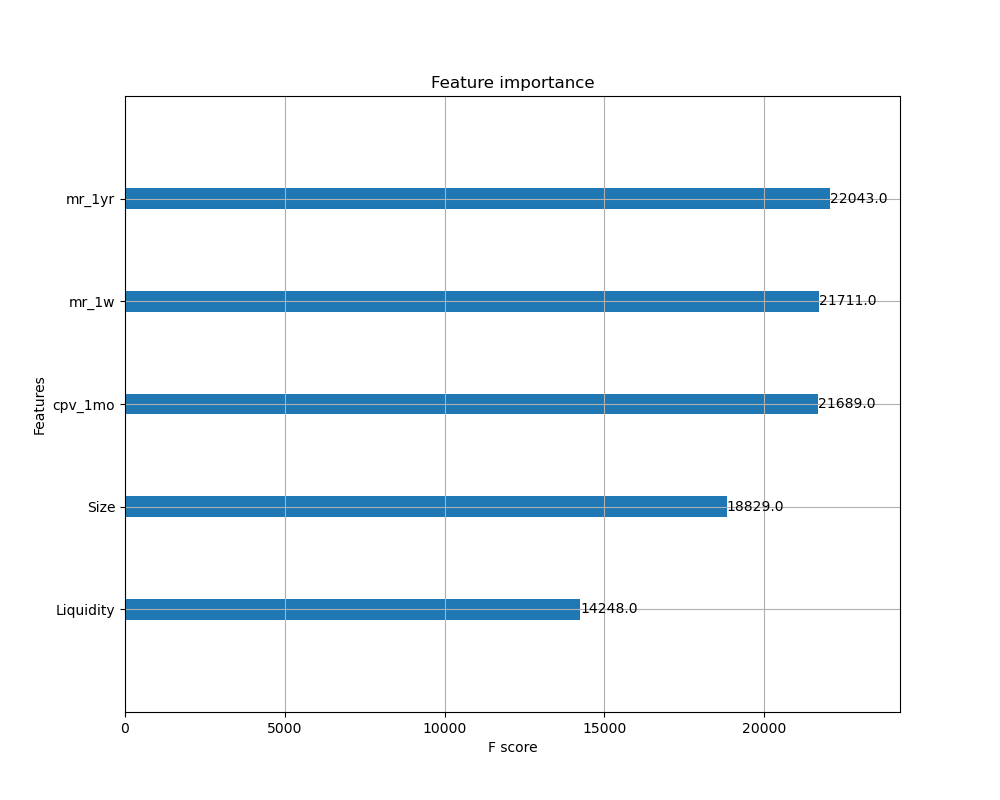 Feature importance
mr_1yr
22043.0
mr_1w
21711.0
cpv_1mo
21689.0
Size
18829.0
Liquidity
14248.0
Features
0 5000 10000 15000 20000
F score